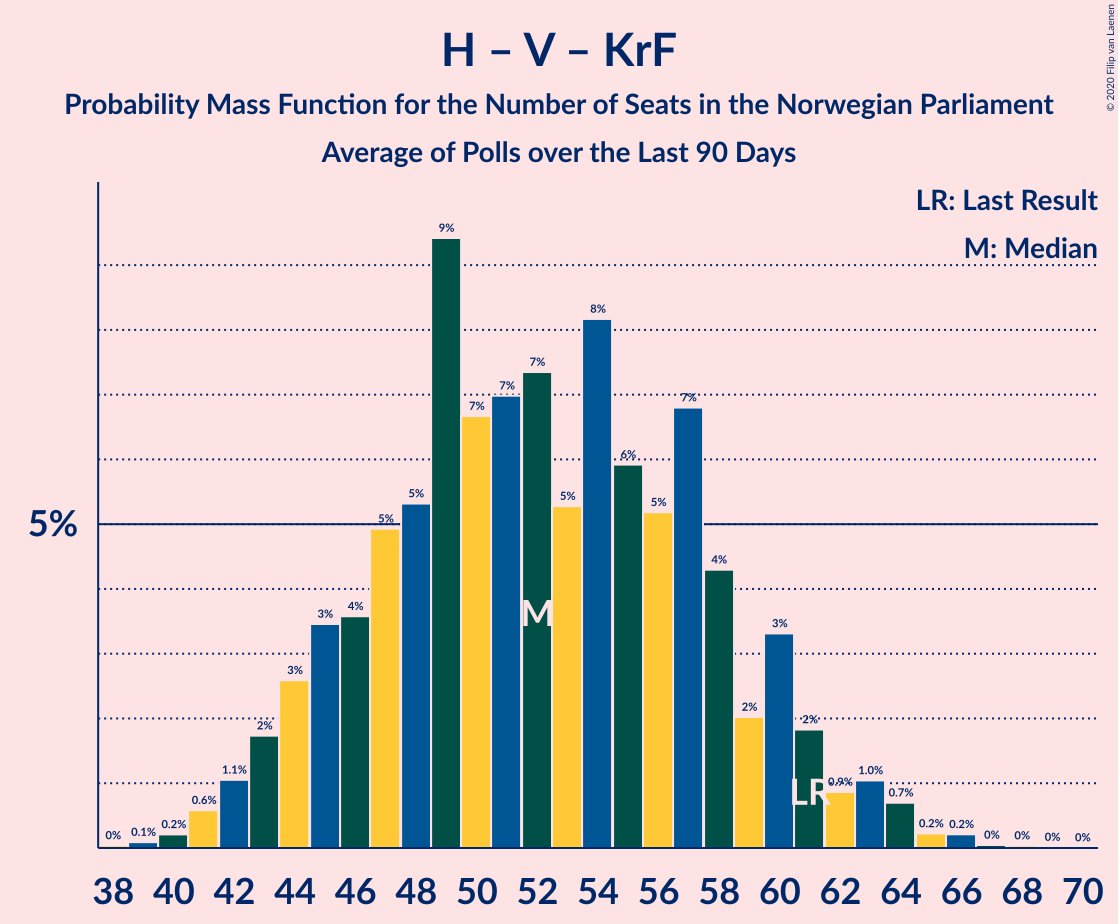 H – V – KrF
Probability Mass Function for the Number of Seats in the Norwegian Parliament
Average of Polls over the Last 90 Days
© 2020 Filip van Laenen
LR: Last Result
M: Median
5%
0% 0.1% 0.2% 0.6% 1.1% 2% 3% 3% 4% 5% 5% 9% 7% 7% 7% 5% 8% 6% 5% 7% 4% 2% 3% 2% 0.9% 1.0% 0.7% 0.2% 0.2% 0% 0% 0% 0%
M
LR
38 40 42 44 46 48 50 52 54 56 58 60 62 64 66 68 70